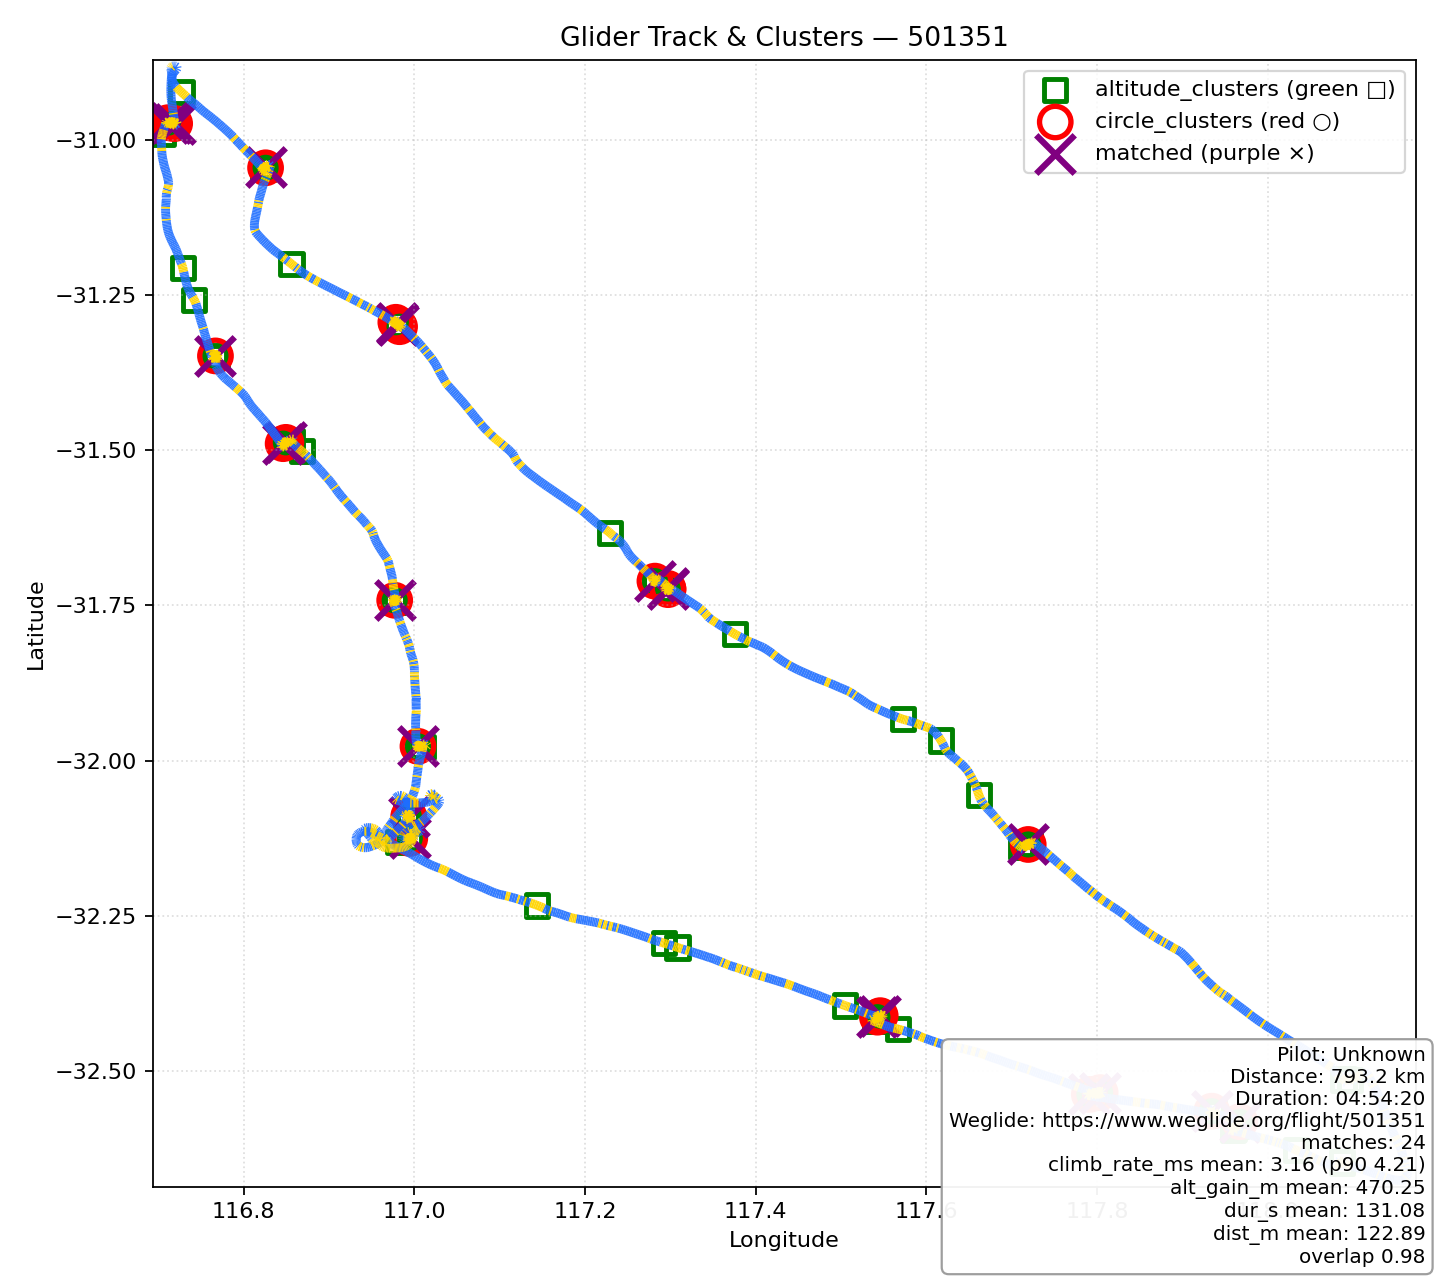 Glider Track & Clusters — 501351
altitude_clusters (green □)
circle_clusters (red ○)
matched (purple ×)
−31.00
−31.25
−31.50
−31.75
−32.00
−32.25
−32.50
Latitude
116.8
117.0
117.2
117.4
117.6
117.8
Longitude
Pilot: Unknown
Distance: 793.2 km
Duration: 04:54:20
Weglide: https://www.weglide.org/flight/501351
matches: 24
climb_rate_ms mean: 3.16 (p90 4.21)
alt_gain_m mean: 470.25
dur_s mean: 131.08
dist_m mean: 122.89
overlap 0.98